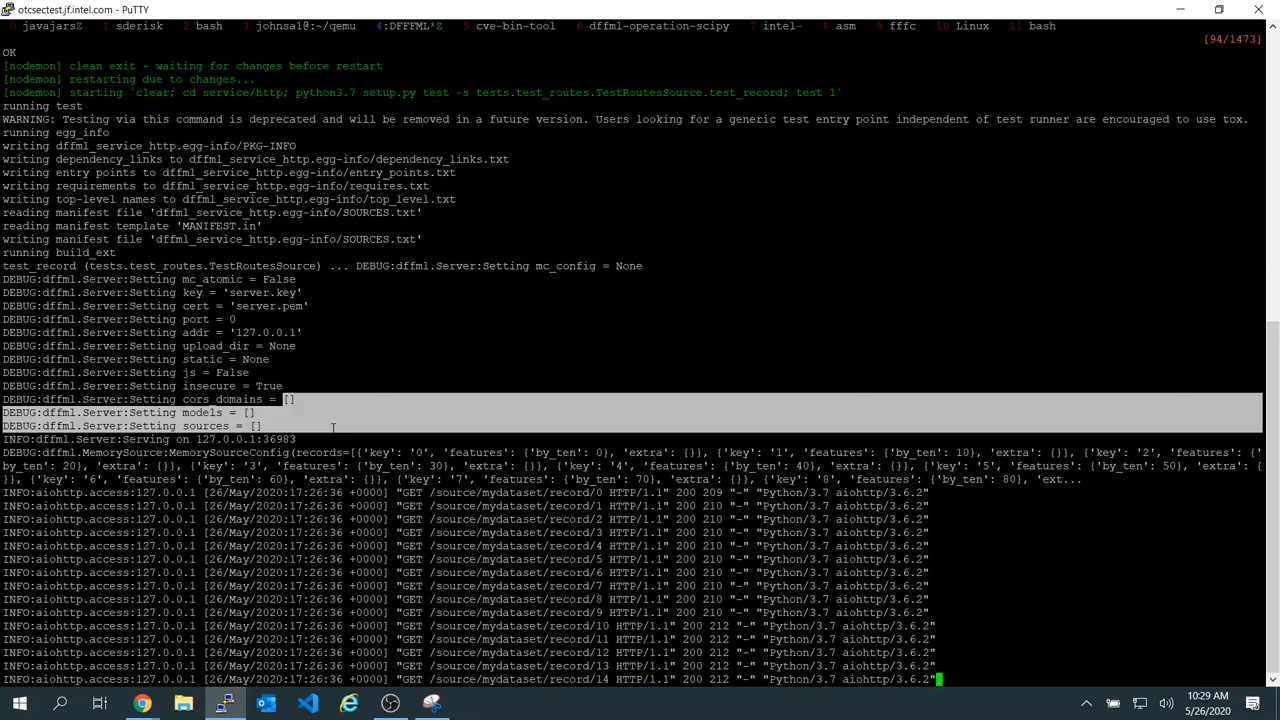 otcsectest.jf.intel.com - PuTTY
0 javajarsZ 1 sderisk 2 bash 3 johnsa1@:~/qemu 4:DFFFML*Z 5 cve-bin-tool 6 dffml-operation-scipy 7 intel- 8 asm 9 fffc 10 Linux 11 bash
[94/1473]
OK
[nodemon] clean exit - waiting for changes before restart
[nodemon] restarting due to changes...
[nodemon] starting `clear; cd service/http; python3.7 setup.py test -s tests.test_routes.TestRoutesSource.test_record; test 1`
running test
WARNING: Testing via this command is deprecated and will be removed in a future version. Users looking for a generic test entry point independent of test runner are encouraged to use tox.
running egg_info
writing dffml_service_http.egg-info/PKG-INFO
writing dependency_links to dffml_service_http.egg-info/dependency_links.txt
writing entry points to dffml_service_http.egg-info/entry_points.txt
writing requirements to dffml_service_http.egg-info/requires.txt
writing top-level names to dffml_service_http.egg-info/top_level.txt
reading manifest file 'dffml_service_http.egg-info/SOURCES.txt'
reading manifest template 'MANIFEST.in'
writing manifest file 'dffml_service_http.egg-info/SOURCES.txt'
running build_ext
test_record (tests.test_routes.TestRoutesSource) ... DEBUG:dffml.Server:Setting mc_config = None
DEBUG:dffml.Server:Setting mc_atomic = False
DEBUG:dffml.Server:Setting key = 'server.key'
DEBUG:dffml.Server:Setting cert = 'server.pem'
DEBUG:dffml.Server:Setting port = 0
DEBUG:dffml.Server:Setting addr = '127.0.0.1'
DEBUG:dffml.Server:Setting upload_dir = None
DEBUG:dffml.Server:Setting static = None
DEBUG:dffml.Server:Setting js = False
DEBUG:dffml.Server:Setting insecure = True
DEBUG:dffml.Server:Setting cors_domains = []
DEBUG:dffml.Server:Setting models = []
DEBUG:dffml.Server:Setting sources = []
INFO:dffml.Server:Serving on 127.0.0.1:36983
DEBUG:dffml.MemorySource:MemorySourceConfig(records=[{'key': '0', 'features': {'by_ten': 0}, 'extra': {}}, {'key': '1', 'features': {'by_ten': 10}, 'extra': {}}, {'key': '2', 'features': {'
by_ten': 20}, 'extra': {}}, {'key': '3', 'features': {'by_ten': 30}, 'extra': {}}, {'key': '4', 'features': {'by_ten': 40}, 'extra': {}}, {'key': '5', 'features': {'by_ten': 50}, 'extra': {
}}, {'key': '6', 'features': {'by_ten': 60}, 'extra': {}}, {'key': '7', 'features': {'by_ten': 70}, 'extra': {}}, {'key': '8', 'features': {'by_ten': 80}, 'ext...
INFO:aiohttp.access:127.0.0.1 [26/May/2020:17:26:36 +0000] "GET /source/mydataset/record/0 HTTP/1.1" 200 209 "-" "Python/3.7 aiohttp/3.6.2"
INFO:aiohttp.access:127.0.0.1 [26/May/2020:17:26:36 +0000] "GET /source/mydataset/record/1 HTTP/1.1" 200 210 "-" "Python/3.7 aiohttp/3.6.2"
INFO:aiohttp.access:127.0.0.1 [26/May/2020:17:26:36 +0000] "GET /source/mydataset/record/2 HTTP/1.1" 200 210 "-" "Python/3.7 aiohttp/3.6.2"
INFO:aiohttp.access:127.0.0.1 [26/May/2020:17:26:36 +0000] "GET /source/mydataset/record/3 HTTP/1.1" 200 210 "-" "Python/3.7 aiohttp/3.6.2"
INFO:aiohttp.access:127.0.0.1 [26/May/2020:17:26:36 +0000] "GET /source/mydataset/record/4 HTTP/1.1" 200 210 "-" "Python/3.7 aiohttp/3.6.2"
INFO:aiohttp.access:127.0.0.1 [26/May/2020:17:26:36 +0000] "GET /source/mydataset/record/5 HTTP/1.1" 200 210 "-" "Python/3.7 aiohttp/3.6.2"
INFO:aiohttp.access:127.0.0.1 [26/May/2020:17:26:36 +0000] "GET /source/mydataset/record/6 HTTP/1.1" 200 210 "-" "Python/3.7 aiohttp/3.6.2"
INFO:aiohttp.access:127.0.0.1 [26/May/2020:17:26:36 +0000] "GET /source/mydataset/record/7 HTTP/1.1" 200 210 "-" "Python/3.7 aiohttp/3.6.2"
INFO:aiohttp.access:127.0.0.1 [26/May/2020:17:26:36 +0000] "GET /source/mydataset/record/8 HTTP/1.1" 200 210 "-" "Python/3.7 aiohttp/3.6.2"
INFO:aiohttp.access:127.0.0.1 [26/May/2020:17:26:36 +0000] "GET /source/mydataset/record/9 HTTP/1.1" 200 210 "-" "Python/3.7 aiohttp/3.6.2"
INFO:aiohttp.access:127.0.0.1 [26/May/2020:17:26:36 +0000] "GET /source/mydataset/record/10 HTTP/1.1" 200 212 "-" "Python/3.7 aiohttp/3.6.2"
INFO:aiohttp.access:127.0.0.1 [26/May/2020:17:26:36 +0000] "GET /source/mydataset/record/11 HTTP/1.1" 200 212 "-" "Python/3.7 aiohttp/3.6.2"
INFO:aiohttp.access:127.0.0.1 [26/May/2020:17:26:36 +0000] "GET /source/mydataset/record/12 HTTP/1.1" 200 212 "-" "Python/3.7 aiohttp/3.6.2"
INFO:aiohttp.access:127.0.0.1 [26/May/2020:17:26:36 +0000] "GET /source/mydataset/record/13 HTTP/1.1" 200 212 "-" "Python/3.7 aiohttp/3.6.2"
INFO:aiohttp.access:127.0.0.1 [26/May/2020:17:26:36 +0000] "GET /source/mydataset/record/14 HTTP/1.1" 200 212 "-" "Python/3.7 aiohttp/3.6.2"
10:29 AM
5/26/2020